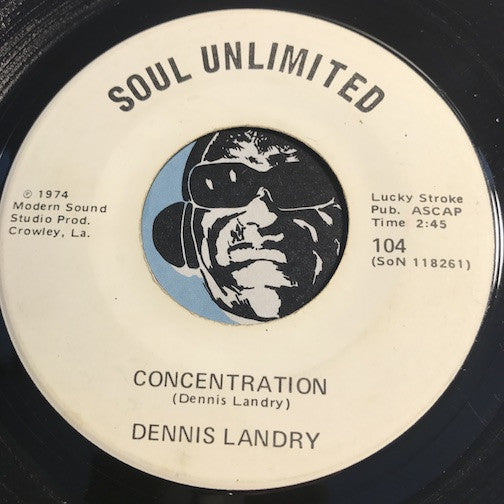 SOUL UNLIMITED
℗ 1974
Modern Sound
Studio Prod.
Crowley, La.
Lucky Stroke
Pub. ASCAP
Time 2:45
104
(SoN 118261)
CONCENTRATION
(Dennis Landry)
DENNIS LANDRY